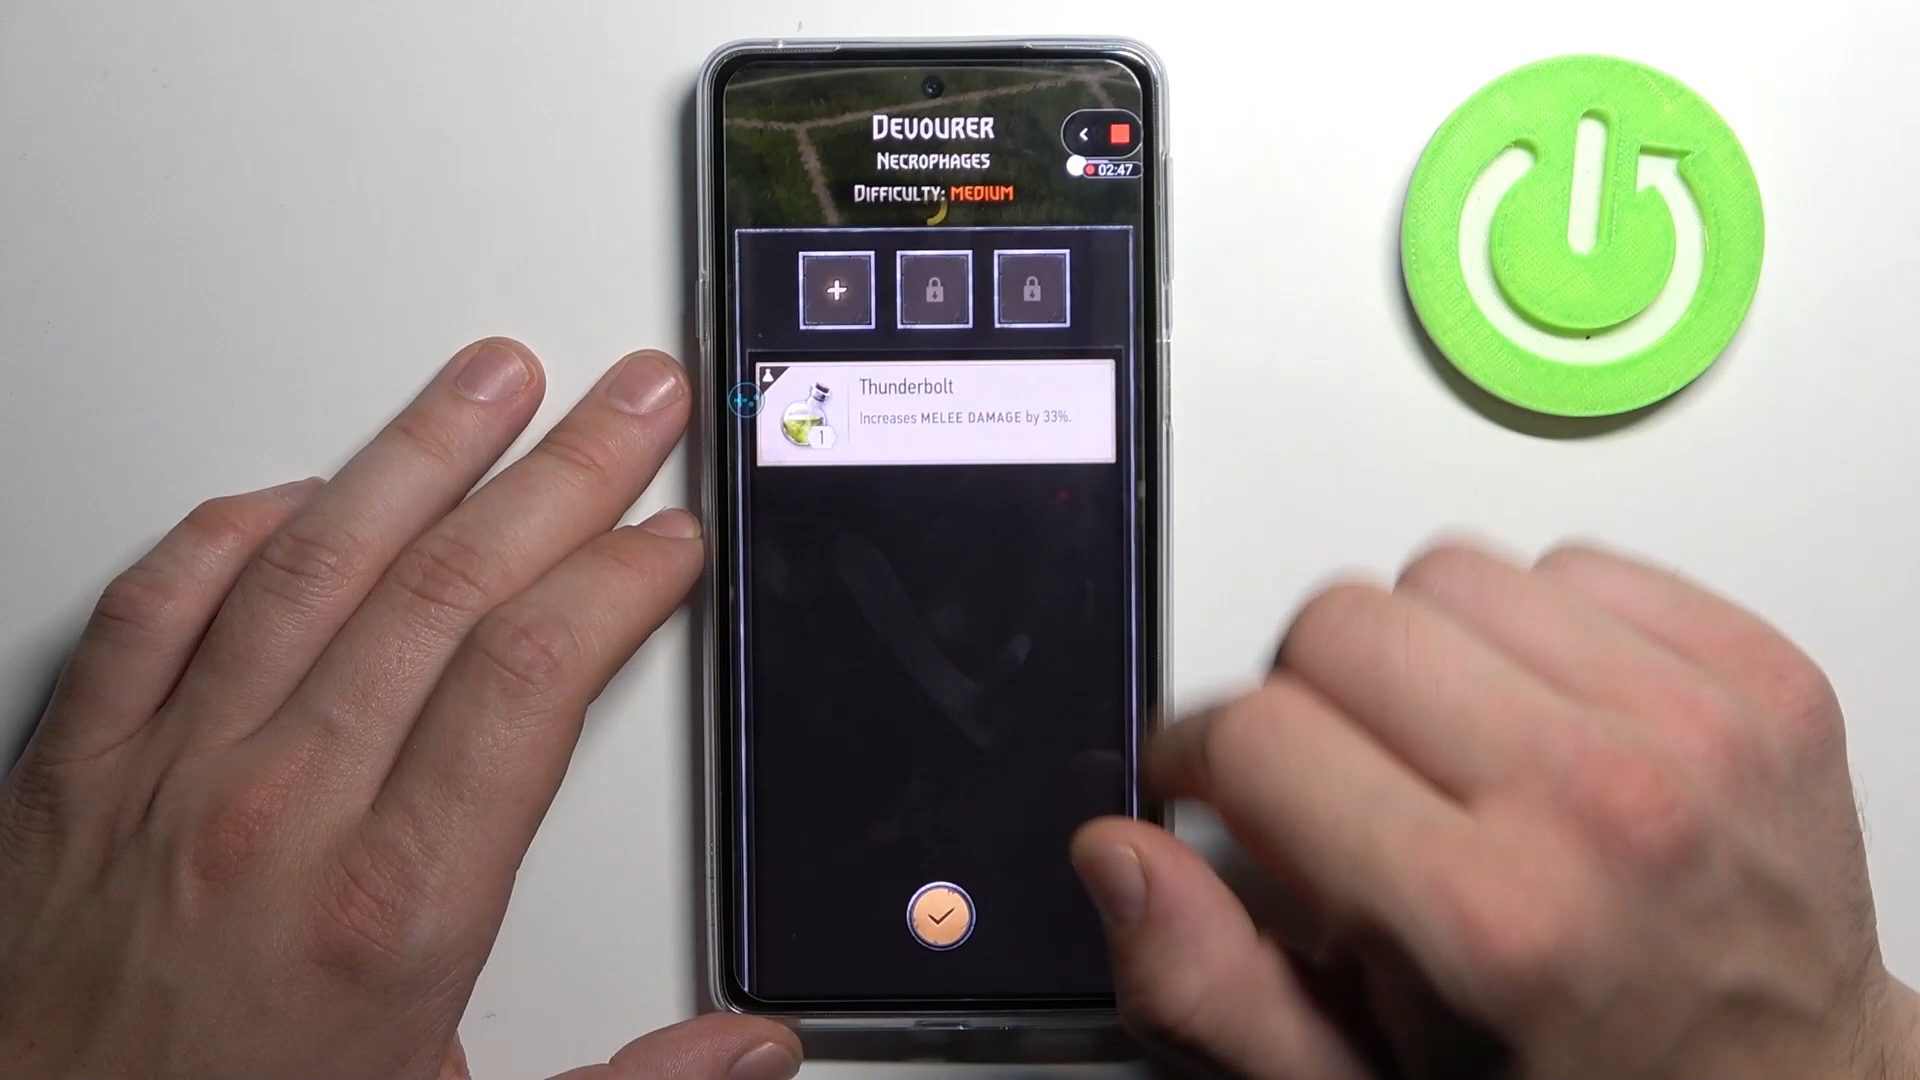 DEVOURER
NECROPHAGES
DIFFICULTY: MEDIUM
02:47
Thunderbolt
Increases MELEE DAMAGE by 33%.
1